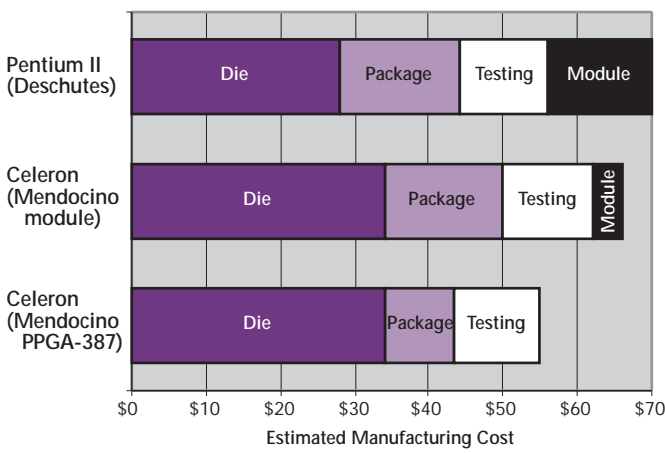 Pentium II
(Deschutes)
Die Package Testing Module
Celeron
(Mendocino
module)
Die Package Testing Module
Celeron
(Mendocino
PPGA-387)
Die Package Testing
$0 $10 $20 $30 $40 $50 $60 $70
Estimated Manufacturing Cost